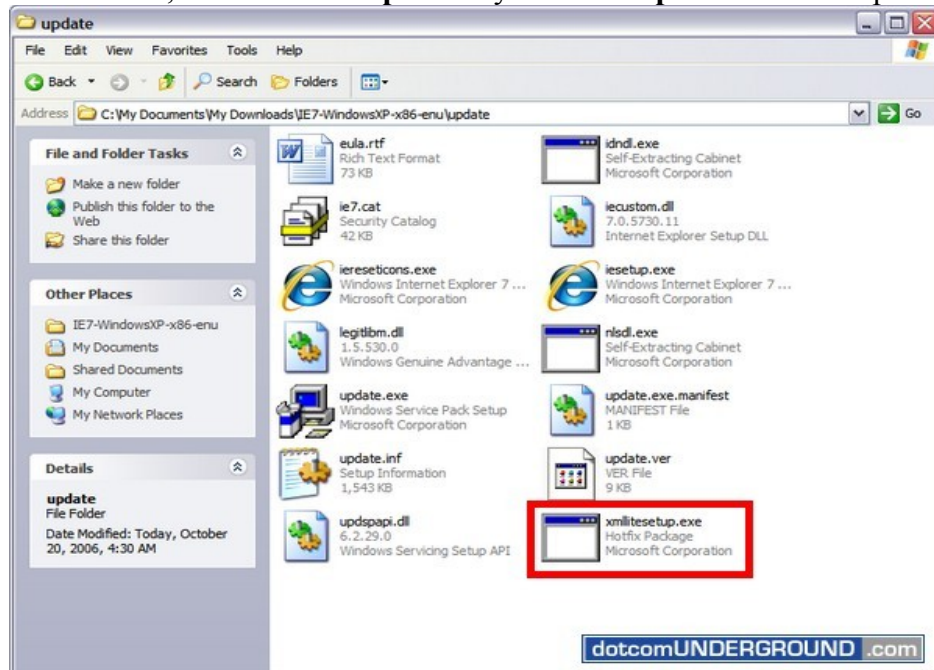 update
File Edit View Favorites Tools Help
Back Search Folders
Address C:\My Documents\My Downloads\IE7-WindowsXP-x86-enu\update Go
File and Folder Tasks
Make a new folder
Publish this folder to the
Web
Share this folder
Other Places
IE7-WindowsXP-x86-enu
My Documents
Shared Documents
My Computer
My Network Places
Details
update
File Folder
Date Modified: Today, October
20, 2006, 4:30 AM
eula.rtf
Rich Text Format
73 KB
idndl.exe
Self-Extracting Cabinet
Microsoft Corporation
ie7.cat
Security Catalog
42 KB
iecustom.dll
7.0.5730.11
Internet Explorer Setup DLL
iereseticons.exe
Windows Internet Explorer 7 ...
Microsoft Corporation
iesetup.exe
Windows Internet Explorer 7 ...
Microsoft Corporation
legitlibm.dll
1.5.530.0
Windows Genuine Advantage ...
nlsdl.exe
Self-Extracting Cabinet
Microsoft Corporation
update.exe
Windows Service Pack Setup
Microsoft Corporation
update.exe.manifest
MANIFEST File
1 KB
update.inf
Setup Information
1,543 KB
update.ver
VER File
9 KB
updspapi.dll
6.2.29.0
Windows Servicing Setup API
xmllitesetup.exe
Hotfix Package
Microsoft Corporation
dotcomUNDERGROUND .com